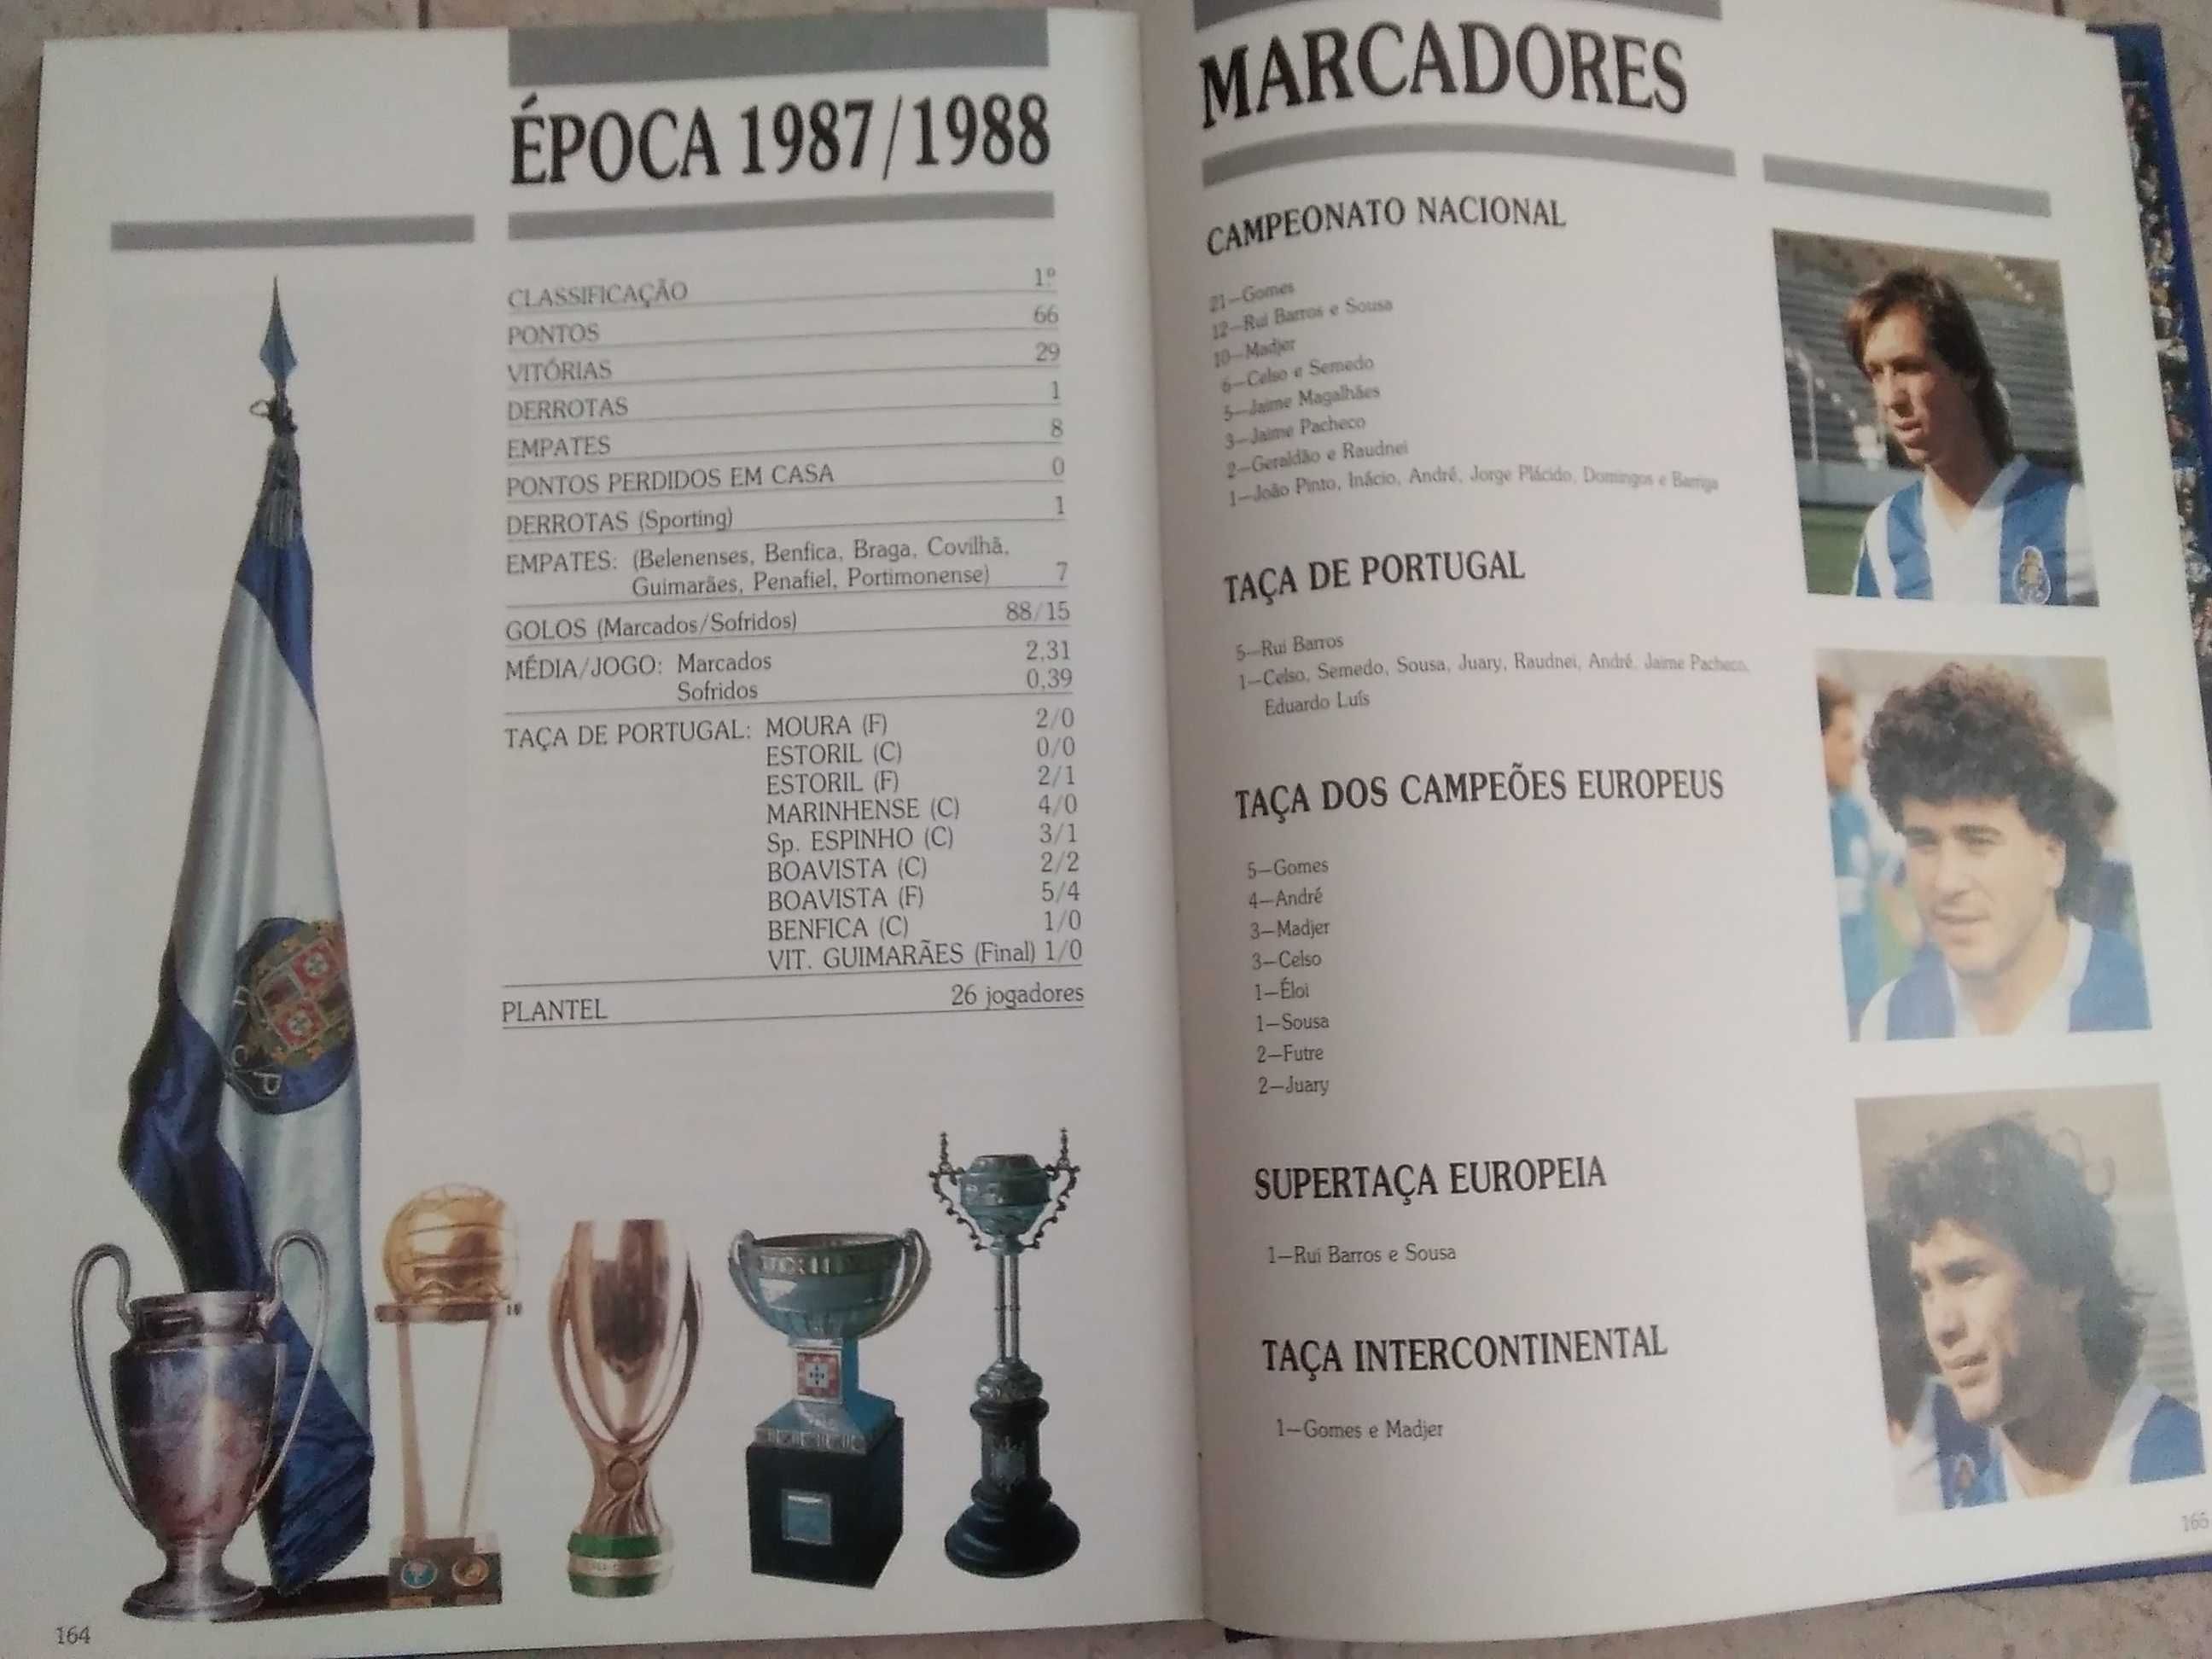 ÉPOCA 1987/1988
CLASSIFICAÇÃO 1º
PONTOS 66
VITÓRIAS 29
DERROTAS 1
EMPATES 8
PONTOS PERDIDOS EM CASA 0
DERROTAS (Sporting) 1
EMPATES: (Belenenses, Benfica, Braga, Covilhã,
Guimarães, Penafiel, Portimonense) 7
GOLOS (Marcados/Sofridos) 88/15
MÉDIA/JOGO: Marcados 2,31
Sofridos 0,39
TAÇA DE PORTUGAL: MOURA (F) 2/0
ESTORIL (C) 0/0
ESTORIL (F) 2/1
MARINHENSE (C) 4/0
Sp. ESPINHO (C) 3/1
BOAVISTA (C) 2/2
BOAVISTA (F) 5/4
BENFICA (C) 1/0
VIT. GUIMARÃES (Final) 1/0
PLANTEL 26 jogadores
164
MARCADORES
CAMPEONATO NACIONAL
21—Gomes
12—Rui Barros e Sousa
10—Madjer
6—Celso e Semedo
5—Jaime Magalhães
3—Jaime Pacheco
2—Geraldão e Raudnei
1—João Pinto, Inácio, André, Jorge Plácido, Domingos e Barriga
TAÇA DE PORTUGAL
5—Rui Barros
1—Celso, Semedo, Sousa, Juary, Raudnei, André, Jaime Pacheco,
Eduardo Luís
TAÇA DOS CAMPEÕES EUROPEUS
5—Gomes
4—André
3—Madjer
3—Celso
1—Éloi
1—Sousa
2—Futre
2—Juary
SUPERTAÇA EUROPEIA
1—Rui Barros e Sousa
TAÇA INTERCONTINENTAL
1—Gomes e Madjer
165